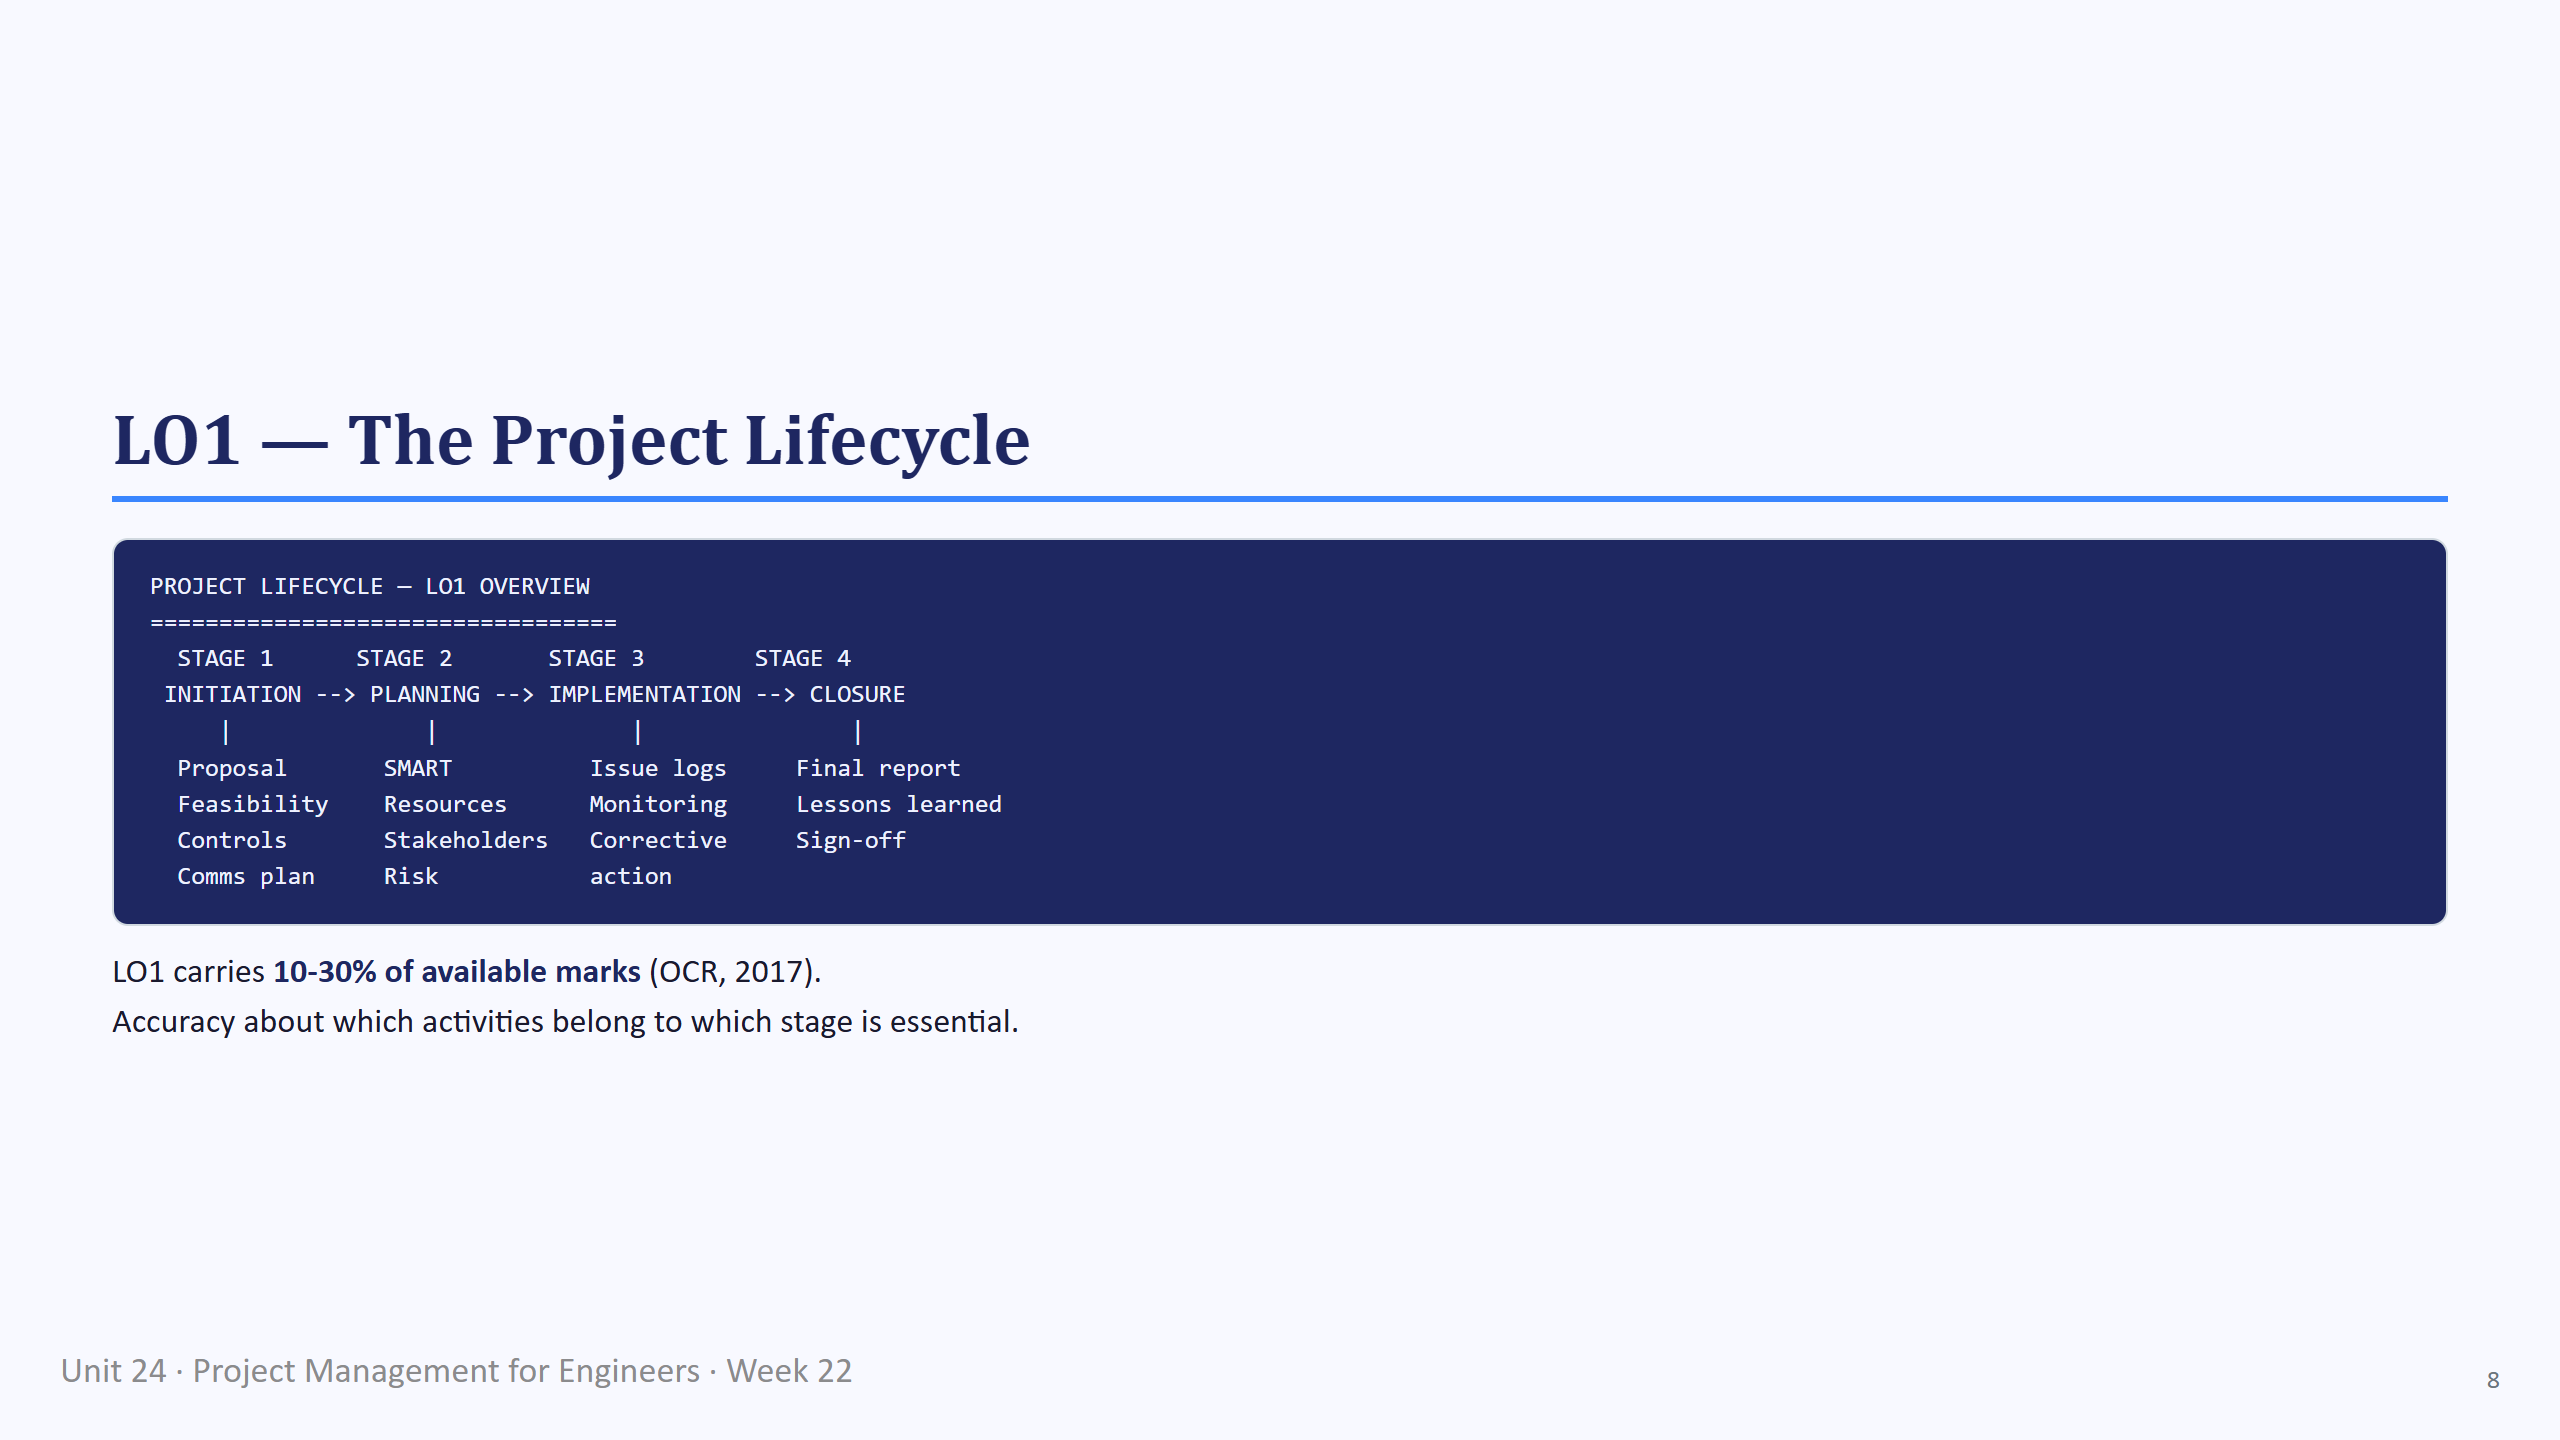 LO1 — The Project Lifecycle
PROJECT LIFECYCLE — LO1 OVERVIEW
==================================
  STAGE 1      STAGE 2       STAGE 3        STAGE 4
 INITIATION --> PLANNING --> IMPLEMENTATION --> CLOSURE
     |              |              |               |
  Proposal       SMART          Issue logs     Final report
  Feasibility    Resources      Monitoring     Lessons learned
  Controls       Stakeholders   Corrective     Sign-off
  Comms plan     Risk           action
LO1 carries 10-30% of available marks (OCR, 2017).
Accuracy about which activities belong to which stage is essential.
Unit 24 · Project Management for Engineers · Week 22
8